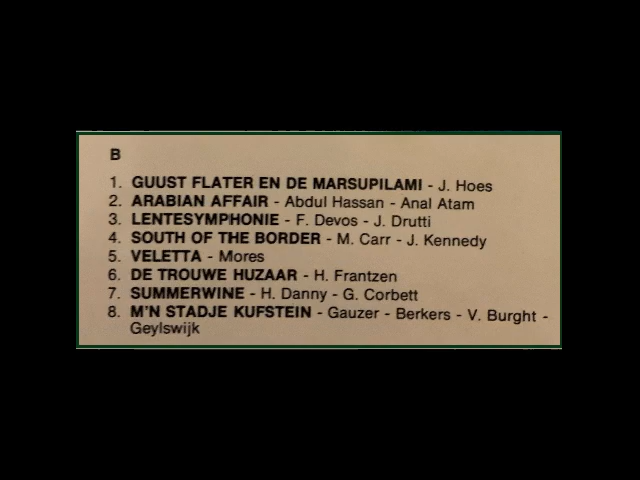 B
1. GUUST FLATER EN DE MARSUPILAMI - J. Hoes
2. ARABIAN AFFAIR - Abdul Hassan - Anal Atam
3. LENTESYMPHONIE - F. Devos - J. Drutti
4. SOUTH OF THE BORDER - M. Carr - J. Kennedy
5. VELETTA - Mores
6. DE TROUWE HUZAAR - H. Frantzen
7. SUMMERWINE - H. Danny - G. Corbett
8. M'N STADJE KUFSTEIN - Gauzer - Berkers - V. Burght -
Geylswijk